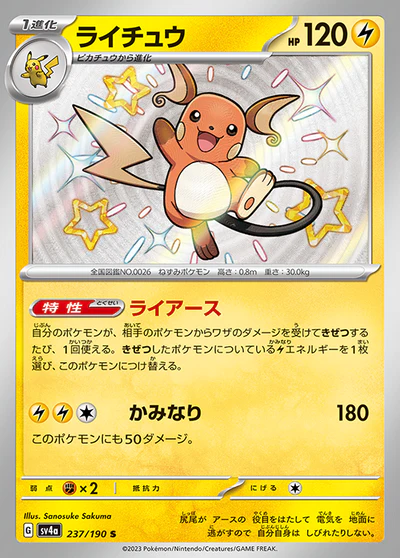 1進化
ライチュウ
HP 120
ピカチュウから進化
全国図鑑NO.0026 ねずみポケモン 高さ：0.8m 重さ：30.0kg
特性 とくせい ライアース
自分のポケモンが、相手のポケモンからワザのダメージを受けてきぜつする
たび、1回使える。きぜつしたポケモンについているエネルギーを1枚
選び、このポケモンにつけ替える。
かみなり 180
このポケモンにも50ダメージ。
弱点 ×2 抵抗力 にげる
Illus. Sanosuke Sakuma
G sv4a 237/190 S
尻尾が アースの 役目をはたして 電気を 地面に
逃がすので 自分自身は しびれたりしない。
©2023 Pokémon/Nintendo/Creatures/GAME FREAK.